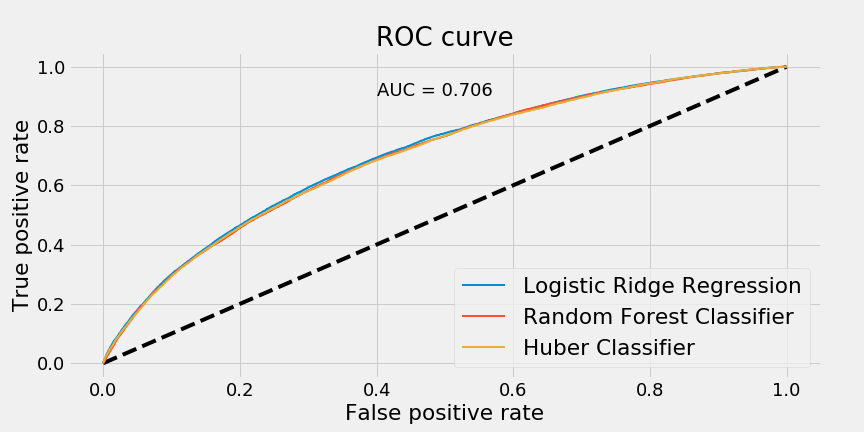 ROC curve
1.0
AUC = 0.706
0.8
0.6
0.4
0.2
0.0
True positive rate
Logistic Ridge Regression
Random Forest Classifier
Huber Classifier
0.0 0.2 0.4 0.6 0.8 1.0
False positive rate